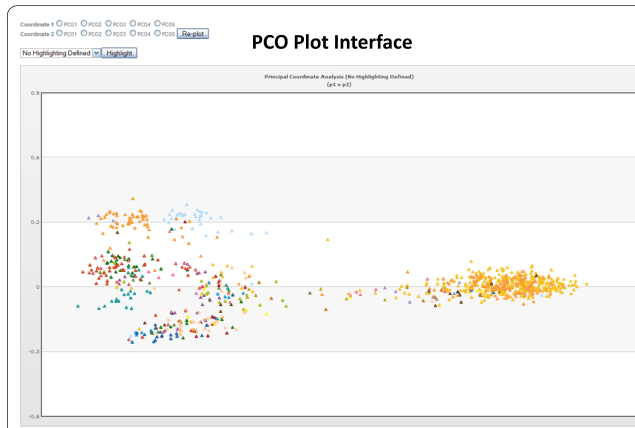 Coordinate 1 PCO1 PCO2 PCO3 PCO4 PCO5
Coordinate 2 PCO1 PCO2 PCO3 PCO4 PCO5 Re-plot
PCO Plot Interface
No Highlighting Defined Highlight
Principal Coordinate Analysis (No Highlighting Defined)
(p1 v p2)
0.9
0.6
0.3
0
-0.3
-0.6